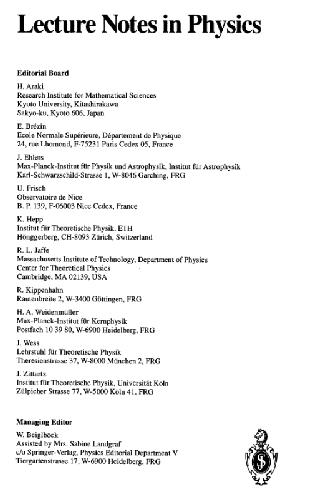 Lecture Notes in Physics
Editorial Board
H. Araki
Research Institute for Mathematical Sciences
Kyoto University, Kitashirakawa
Sakyo-ku, Kyoto 606, Japan
E. Brézin
Ecole Normale Supérieure, Département de Physique
24, rue Lhomond, F-75231 Paris Cedex 05, France
J. Ehlers
Max-Planck-Institut für Physik und Astrophysik, Institut für Astrophysik
Karl-Schwarzschild-Strasse 1, W-8046 Garching, FRG
U. Frisch
Observatoire de Nice
B. P. 139, F-06003 Nice Cedex, France
K. Hepp
Institut für Theoretische Physik, ETH
Hönggerberg, CH-8093 Zürich, Switzerland
R. L. Jaffe
Massachusetts Institute of Technology, Department of Physics
Center for Theoretical Physics
Cambridge, MA 02139, USA
R. Kippenhahn
Rautenbreite 2, W-3400 Göttingen, FRG
H. A. Weidenmüller
Max-Planck-Institut für Kernphysik
Postfach 10 39 80, W-6900 Heidelberg, FRG
J. Wess
Lehrstuhl für Theoretische Physik
Theresienstrasse 37, W-8000 München 2, FRG
J. Zittartz
Institut für Theoretische Physik, Universität Köln
Zülpicher Strasse 77, W-5000 Köln 41, FRG
Managing Editor
W. Beiglböck
Assisted by Mrs. Sabine Landgraf
c/o Springer-Verlag, Physics Editorial Department V
Tiergartenstrasse 17, W-6900 Heidelberg, FRG